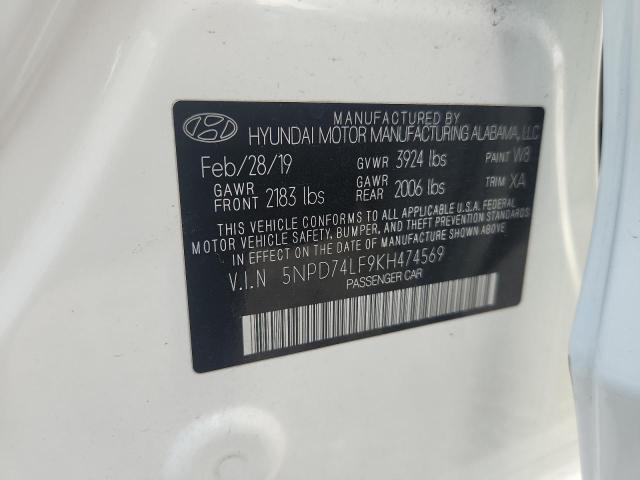 MANUFACTURED BY
HYUNDAI MOTOR MANUFACTURING ALABAMA, LLC
Feb/28/19 GVWR 3924 lbs PAINT W8
GAWR FRONT 2183 lbs GAWR REAR 2006 lbs TRIM XA
THIS VEHICLE CONFORMS TO ALL APPLICABLE U.S.A. FEDERAL
MOTOR VEHICLE SAFETY, BUMPER, AND THEFT PREVENTION STANDARDS
IN EFFECT ON THE DATE OF MANUFACTURE SHOWN ABOVE.
V.I.N 5NPD74LF9KH474569
PASSENGER CAR